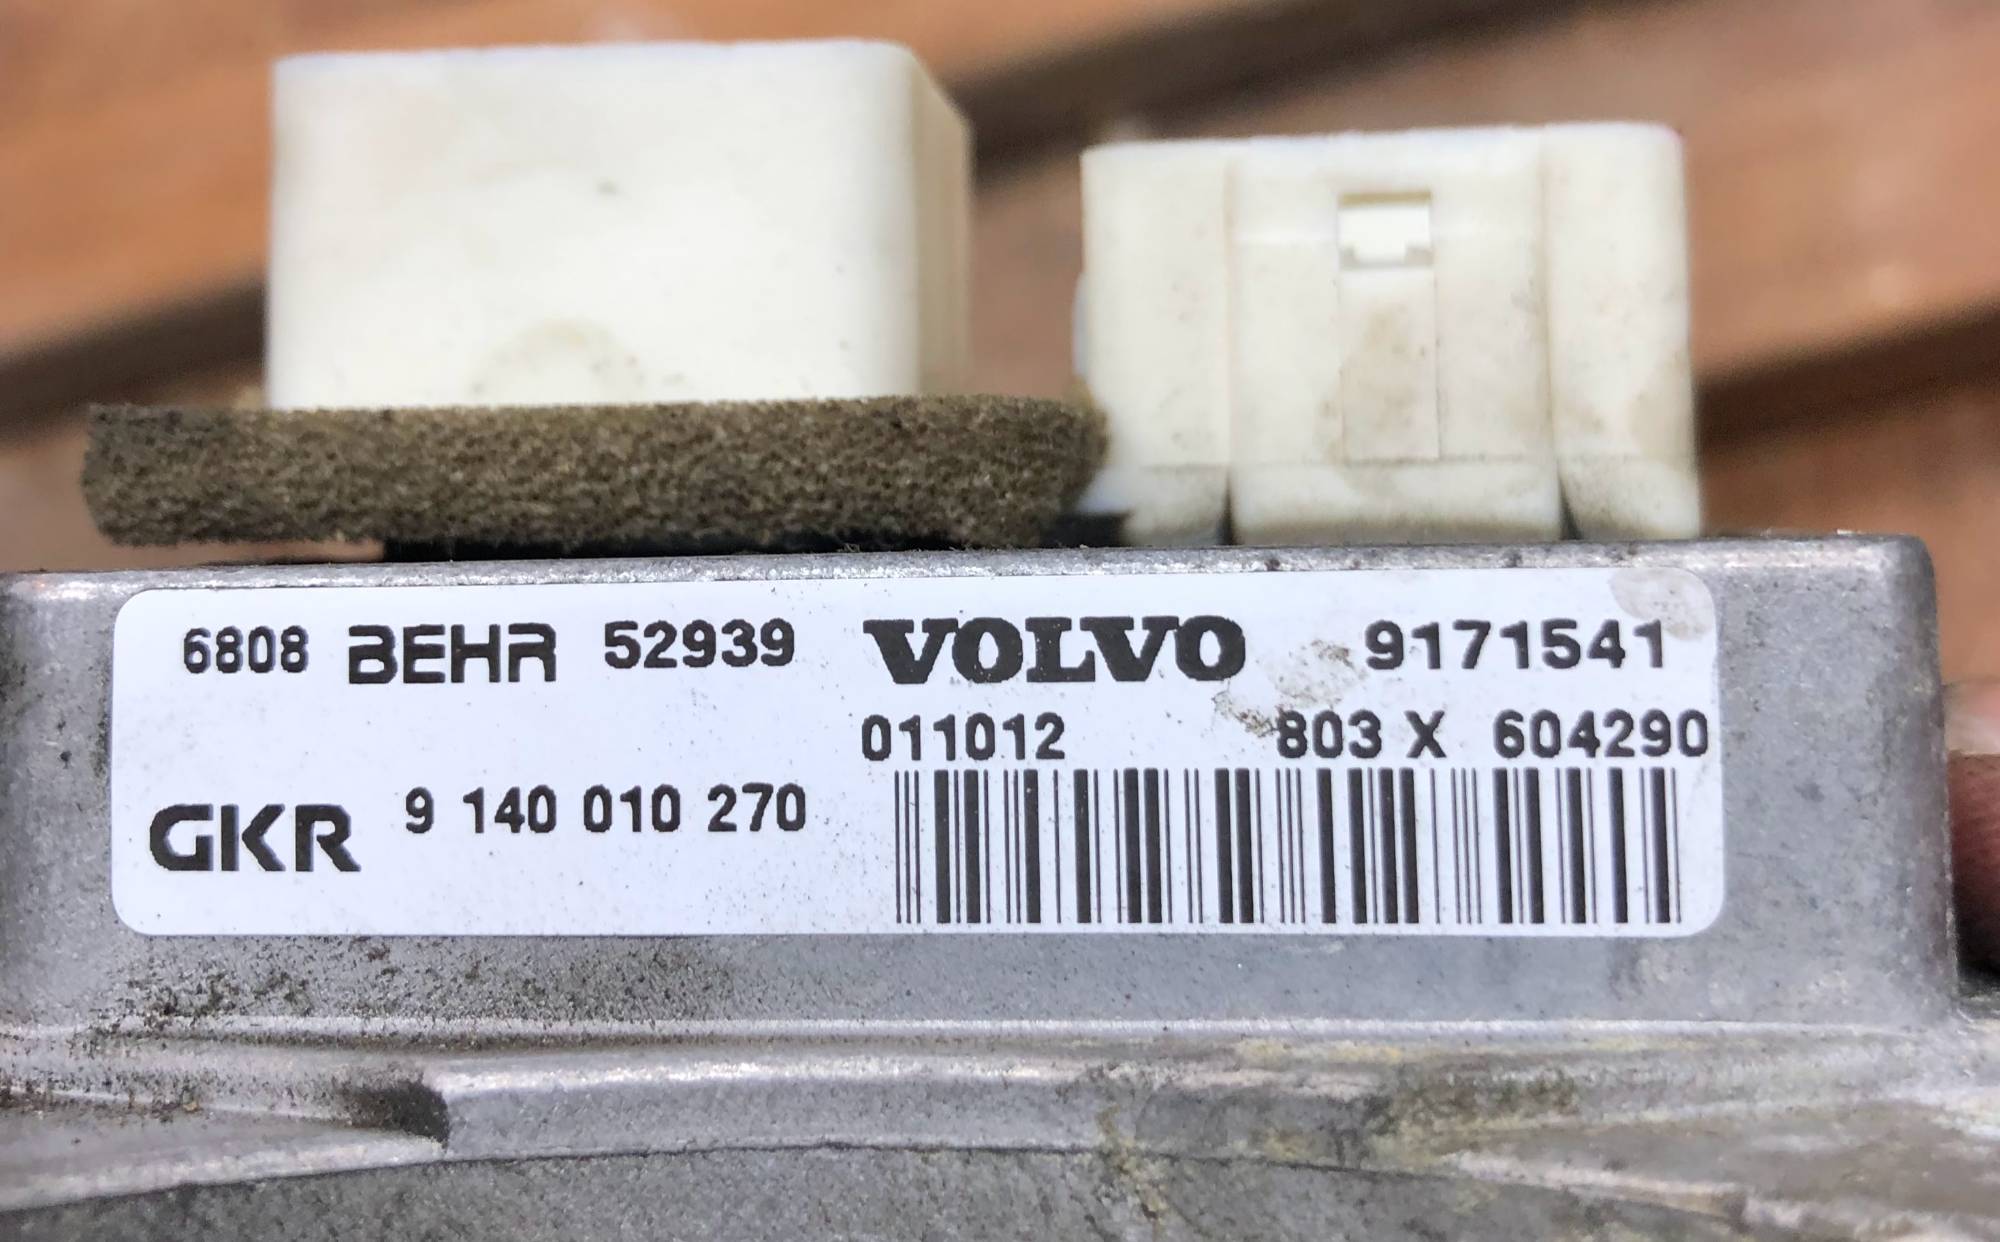 6808 BEHR 52939 VOLVO 9171541
011012 803 X 604290
GKR 9 140 010 270